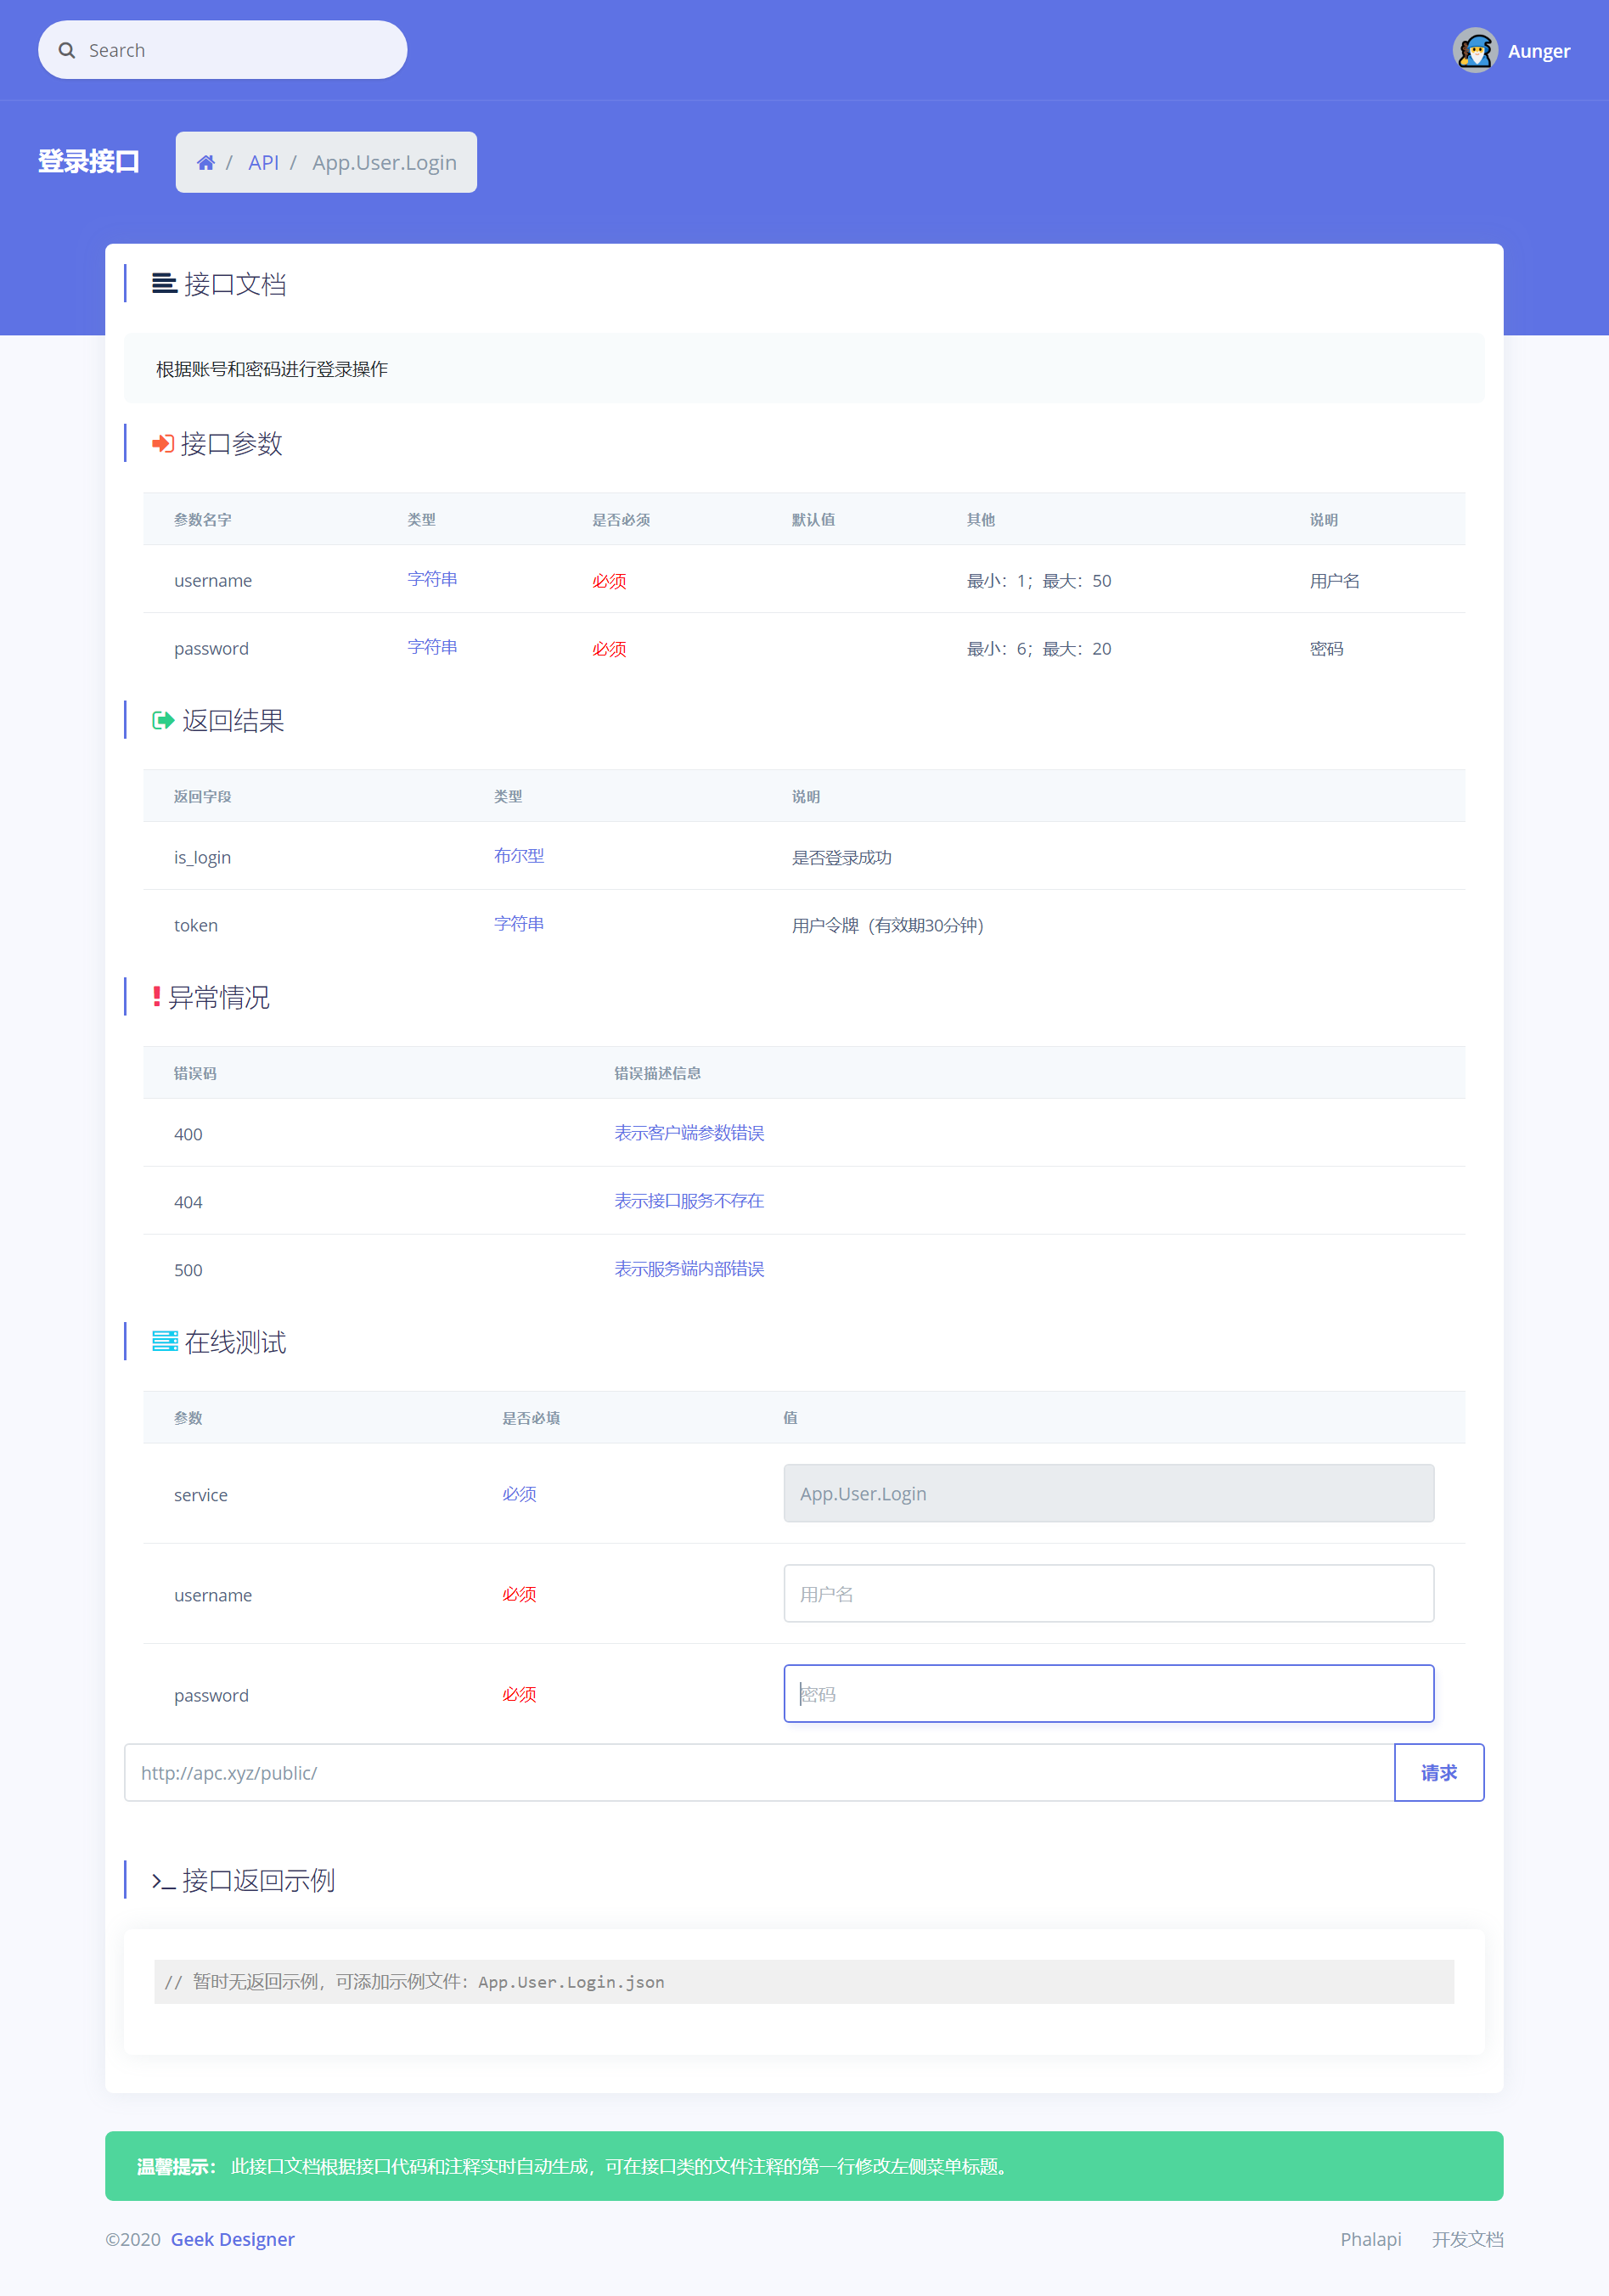 Search
Aunger
登录接口
/ API / App.User.Login
接口文档
根据账号和密码进行登录操作
接口参数
参数名字 类型 是否必须 默认值 其他 说明
username 字符串 必须 最小：1；最大：50 用户名
password 字符串 必须 最小：6；最大：20 密码
返回结果
返回字段 类型 说明
is_login 布尔型 是否登录成功
token 字符串 用户令牌（有效期30分钟）
异常情况
错误码 错误描述信息
400 表示客户端参数错误
404 表示接口服务不存在
500 表示服务端内部错误
在线测试
参数 是否必填 值
service 必须 App.User.Login
username 必须 用户名
password 必须 密码
http://apc.xyz/public/ 请求
接口返回示例
// 暂时无返回示例，可添加示例文件：App.User.Login.json
温馨提示： 此接口文档根据接口代码和注释实时自动生成，可在接口类的文件注释的第一行修改左侧菜单标题。
©2020 Geek Designer Phalapi 开发文档